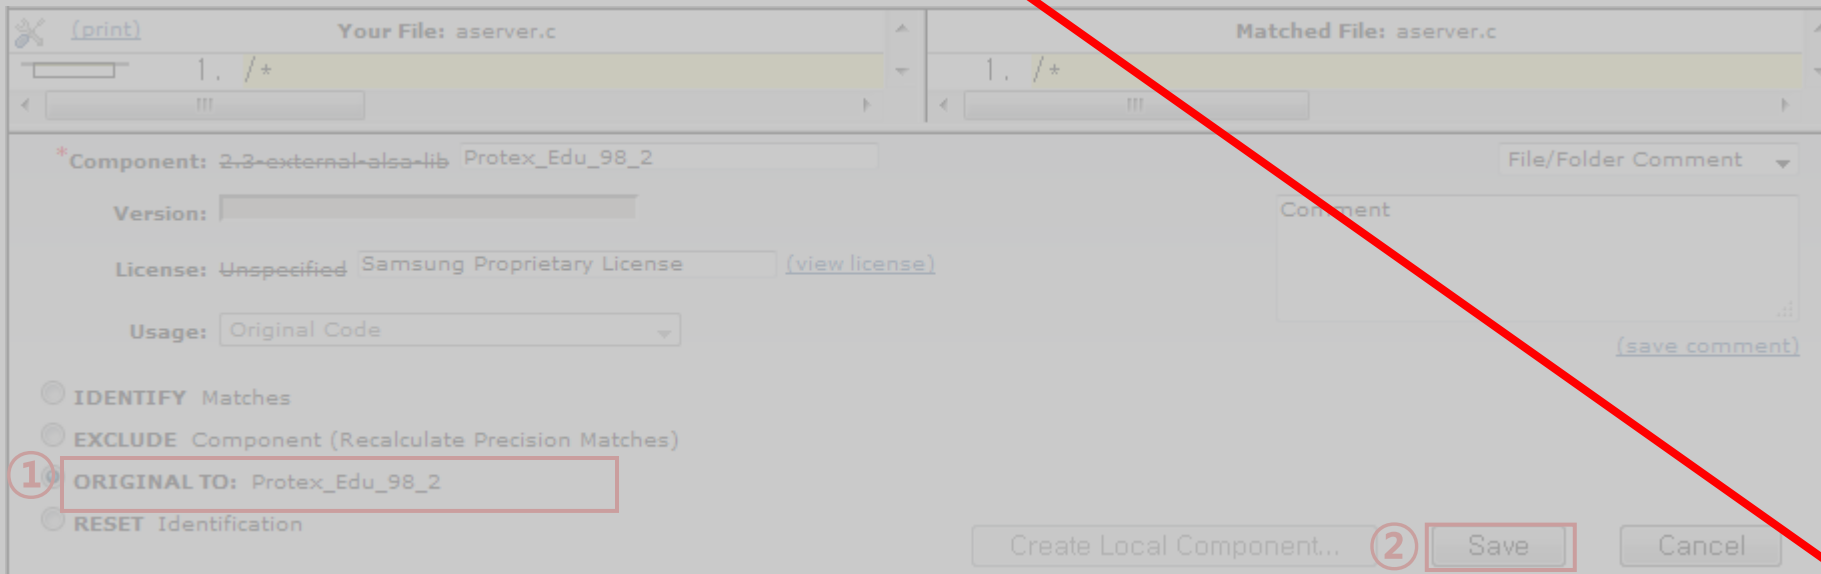 (print) Your File: aserver.c Matched File: aserver.c
1. /* 1. /*
*Component: 2.3-external-alsa-lib Protex_Edu_98_2 File/Folder Comment
Version: Comment
License: Unspecified Samsung Proprietary License (view license)
Usage: Original Code (save comment)
IDENTIFY Matches
EXCLUDE Component (Recalculate Precision Matches)
① ORIGINAL TO: Protex_Edu_98_2
RESET Identification
Create Local Component... ② Save Cancel